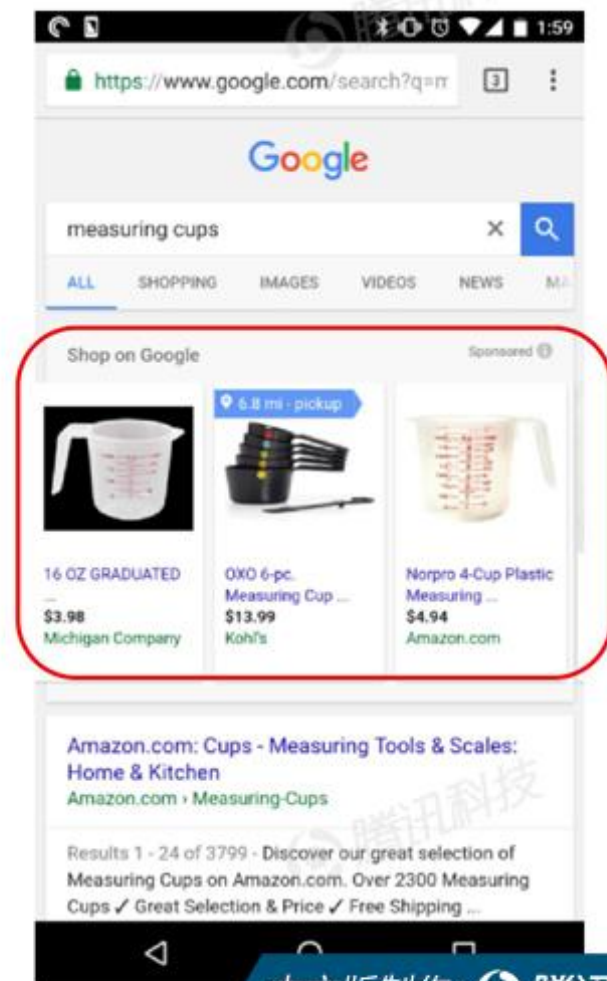 1:59
https://www.google.com/search?q=m
3
Google
measuring cups
ALL SHOPPING IMAGES VIDEOS NEWS MA
Shop on Google Sponsored
6.8 mi - pickup
16 OZ GRADUATED
...
$3.98
Michigan Company
OXO 6-pc.
Measuring Cup ...
$13.99
Kohl's
Norpro 4-Cup Plastic
Measuring ...
$4.94
Amazon.com
Amazon.com: Cups - Measuring Tools & Scales:
Home & Kitchen
Amazon.com › Measuring-Cups
腾讯科技
Results 1 - 24 of 3799 - Discover our great selection of
Measuring Cups on Amazon.com. Over 2300 Measuring
Cups ✓ Great Selection & Price ✓ Free Shipping ...